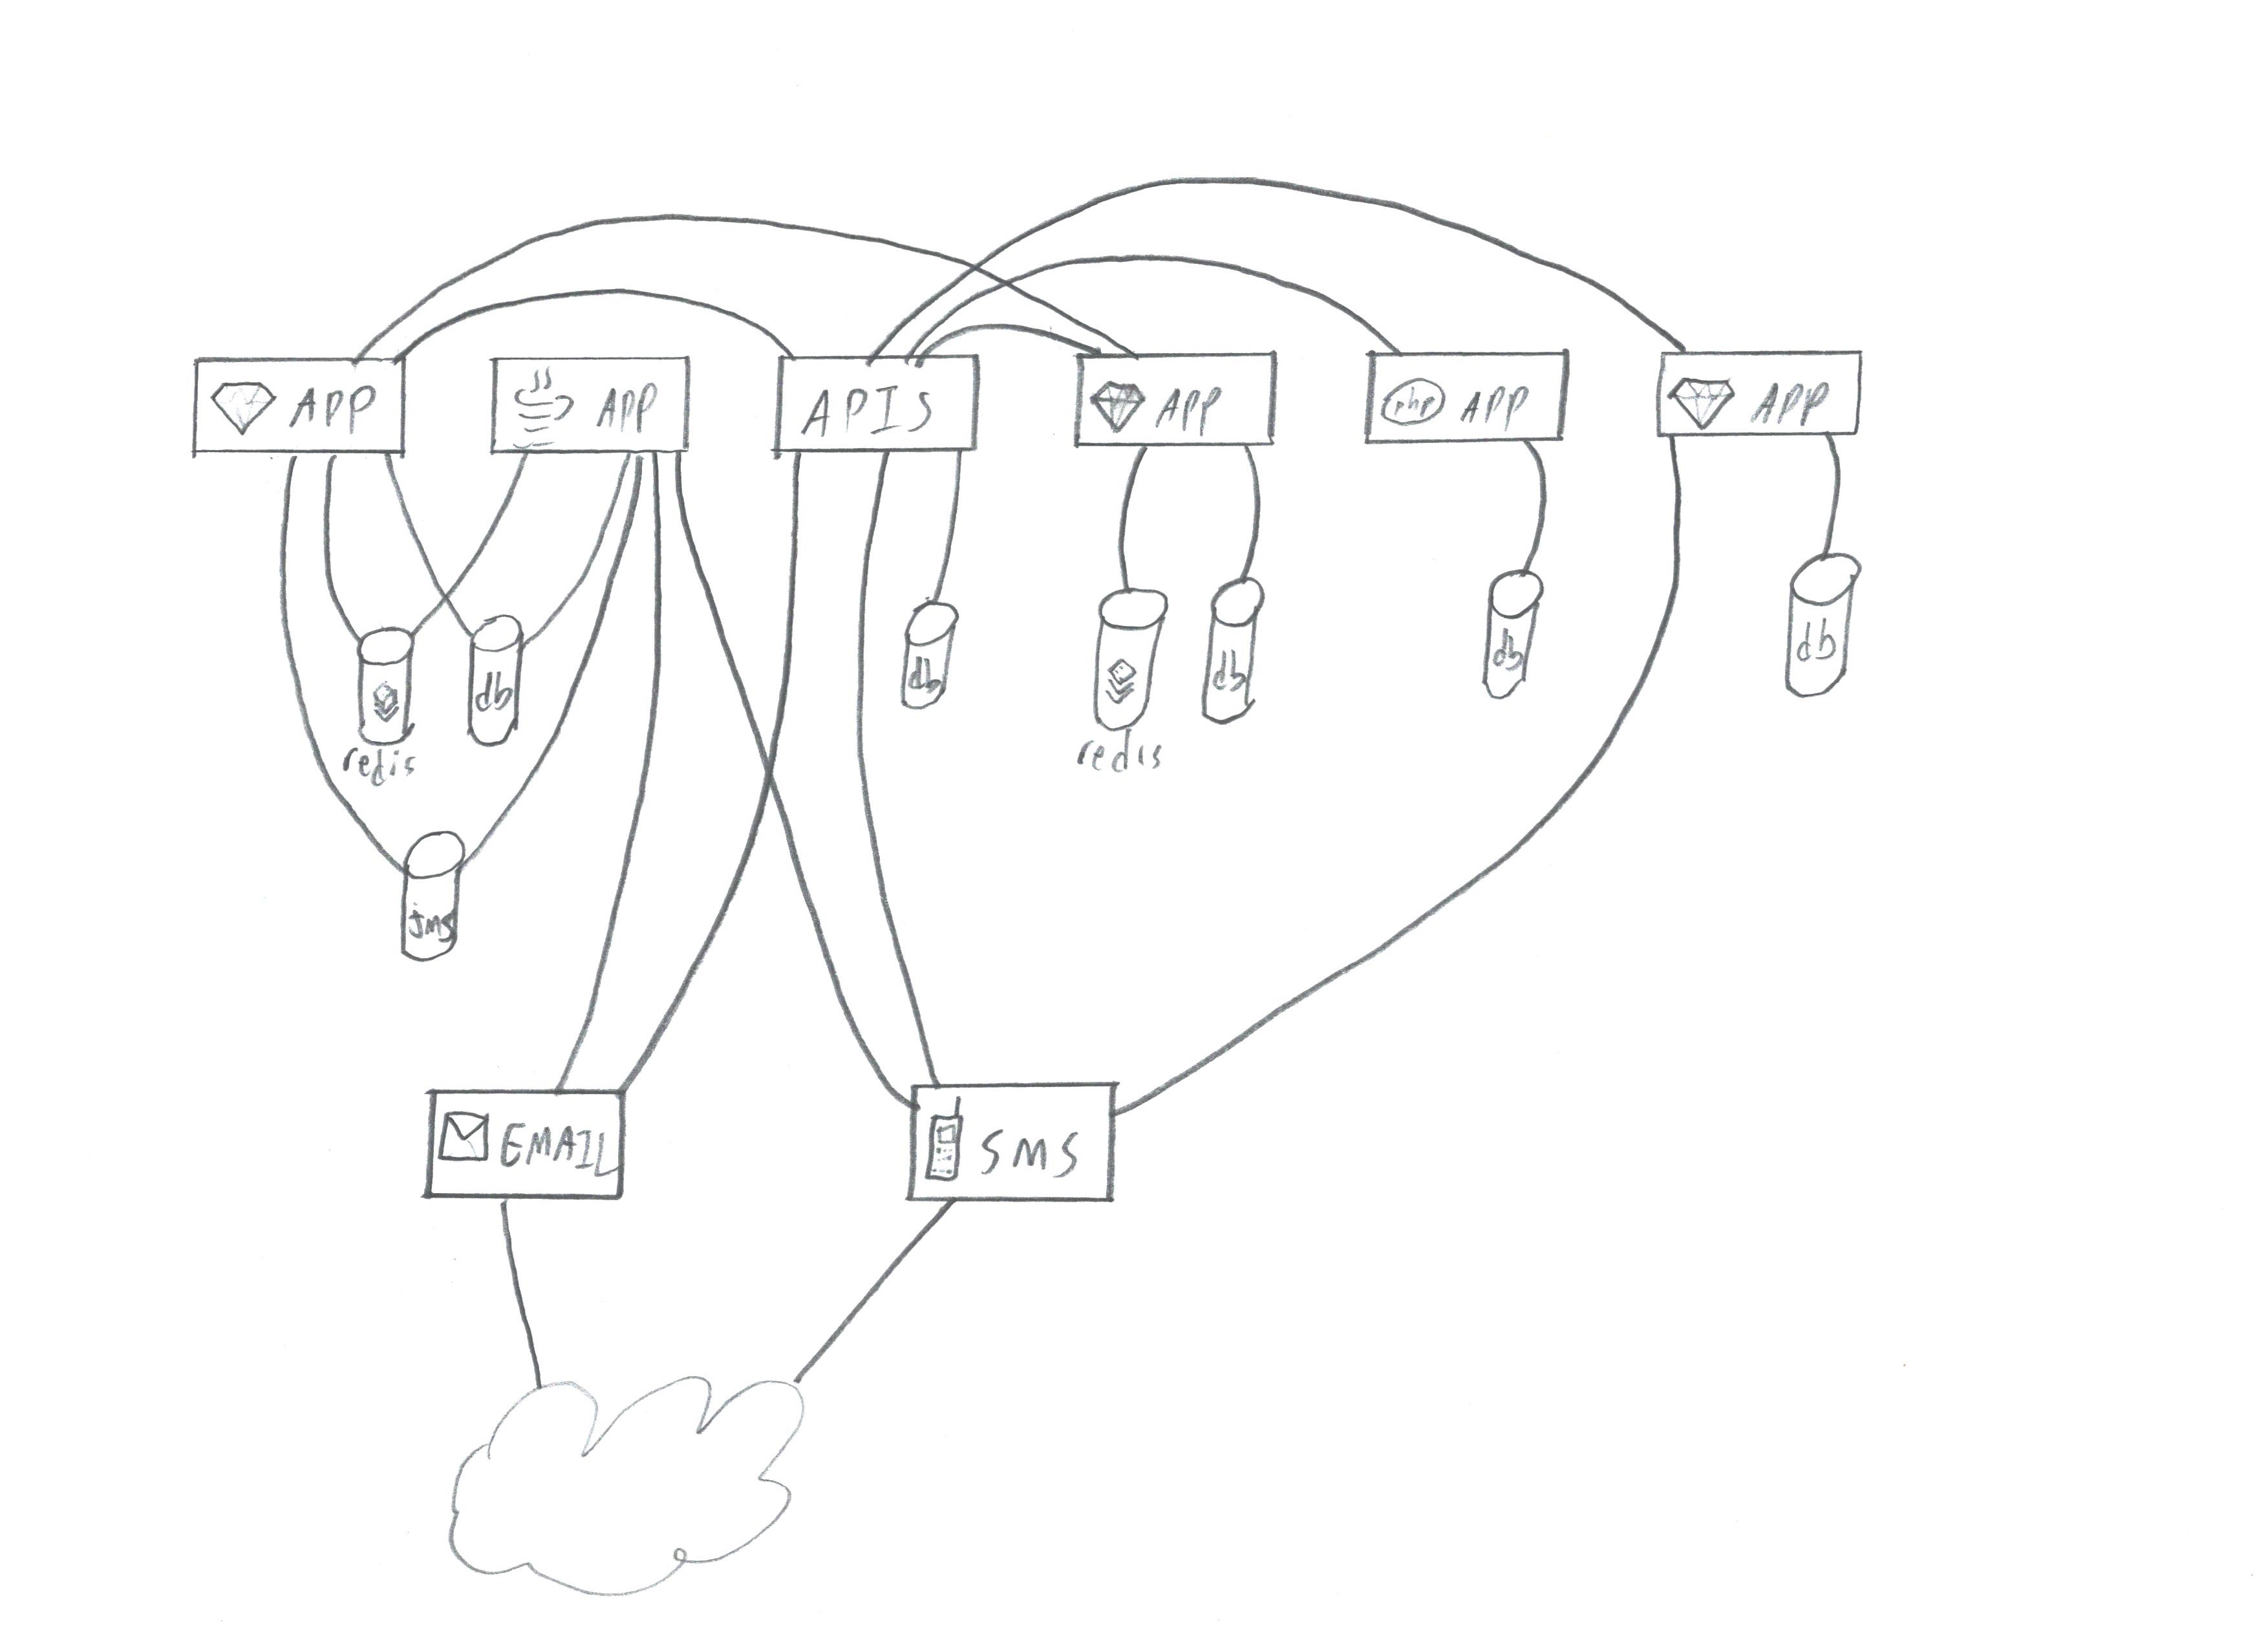 APP
APP
APIS
APP
php APP
APP
db
db
db
db
db
redis
redis
jms
EMAIL
SMS